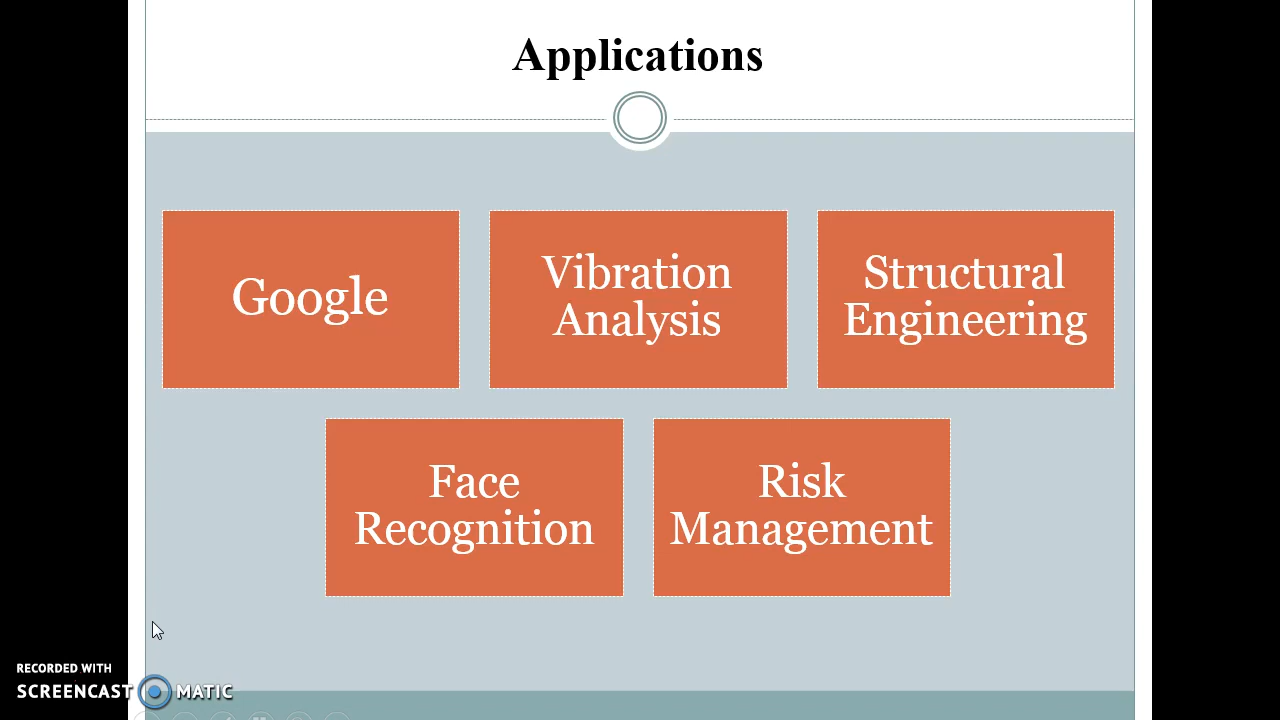 Applications
Google
Vibration
Analysis
Structural
Engineering
Face
Recognition
Risk
Management
RECORDED WITH
SCREENCAST MATIC